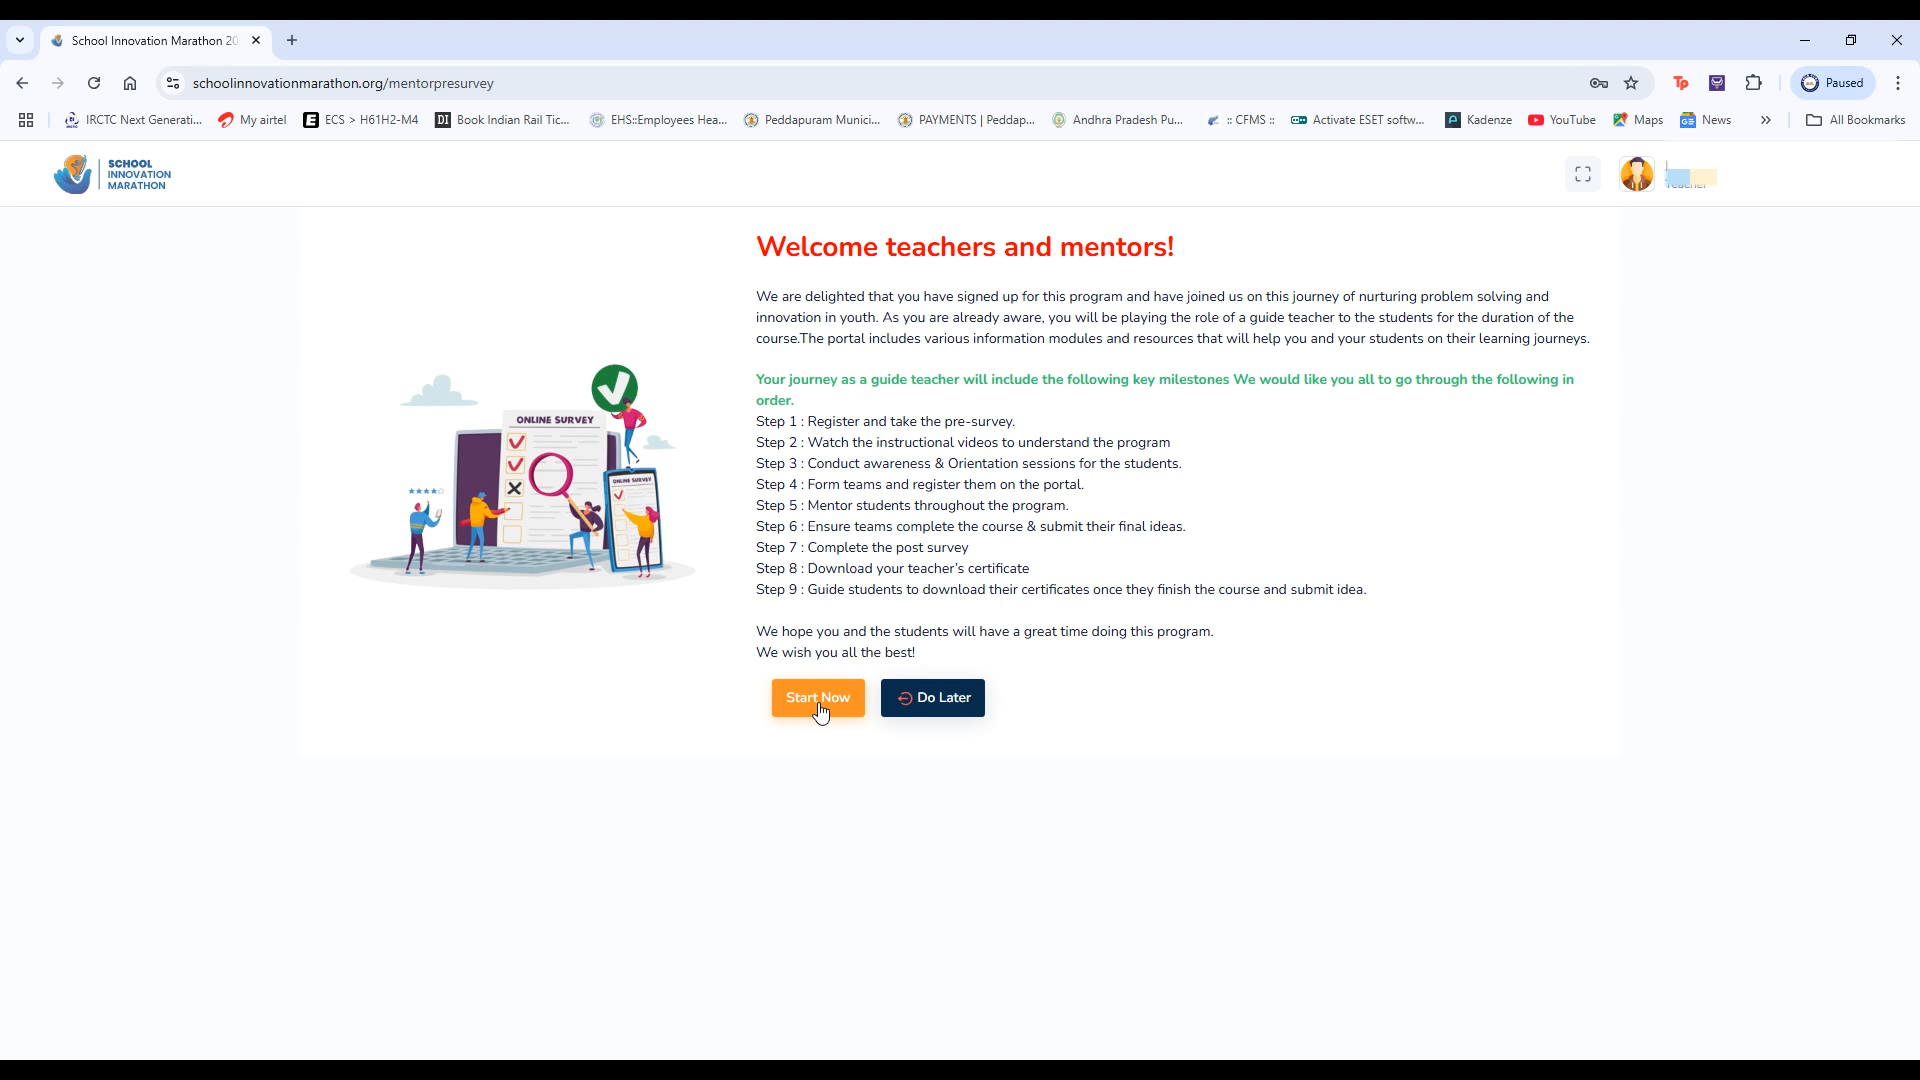 School Innovation Marathon 20
schoolinnovationmarathon.org/mentorpresurvey
Paused
IRCTC Next Generati...
My airtel
ECS > H61H2-M4
Book Indian Rail Tic...
EHS::Employees Hea...
Peddapuram Munici...
PAYMENTS | Peddap...
Andhra Pradesh Pu...
:: CFMS ::
Activate ESET softw...
Kadenze
YouTube
Maps
News
All Bookmarks
SCHOOL
INNOVATION
MARATHON
Welcome teachers and mentors!
We are delighted that you have signed up for this program and have joined us on this journey of nurturing problem solving and
innovation in youth. As you are already aware, you will be playing the role of a guide teacher to the students for the duration of the
course.The portal includes various information modules and resources that will help you and your students on their learning journeys.
Your journey as a guide teacher will include the following key milestones We would like you all to go through the following in
order.
Step 1 : Register and take the pre-survey.
Step 2 : Watch the instructional videos to understand the program
Step 3 : Conduct awareness & Orientation sessions for the students.
Step 4 : Form teams and register them on the portal.
Step 5 : Mentor students throughout the program.
Step 6 : Ensure teams complete the course & submit their final ideas.
Step 7 : Complete the post survey
Step 8 : Download your teacher's certificate
Step 9 : Guide students to download their certificates once they finish the course and submit idea.
We hope you and the students will have a great time doing this program.
We wish you all the best!
Start Now
Do Later
ONLINE SURVEY
ONLINE SURVEY